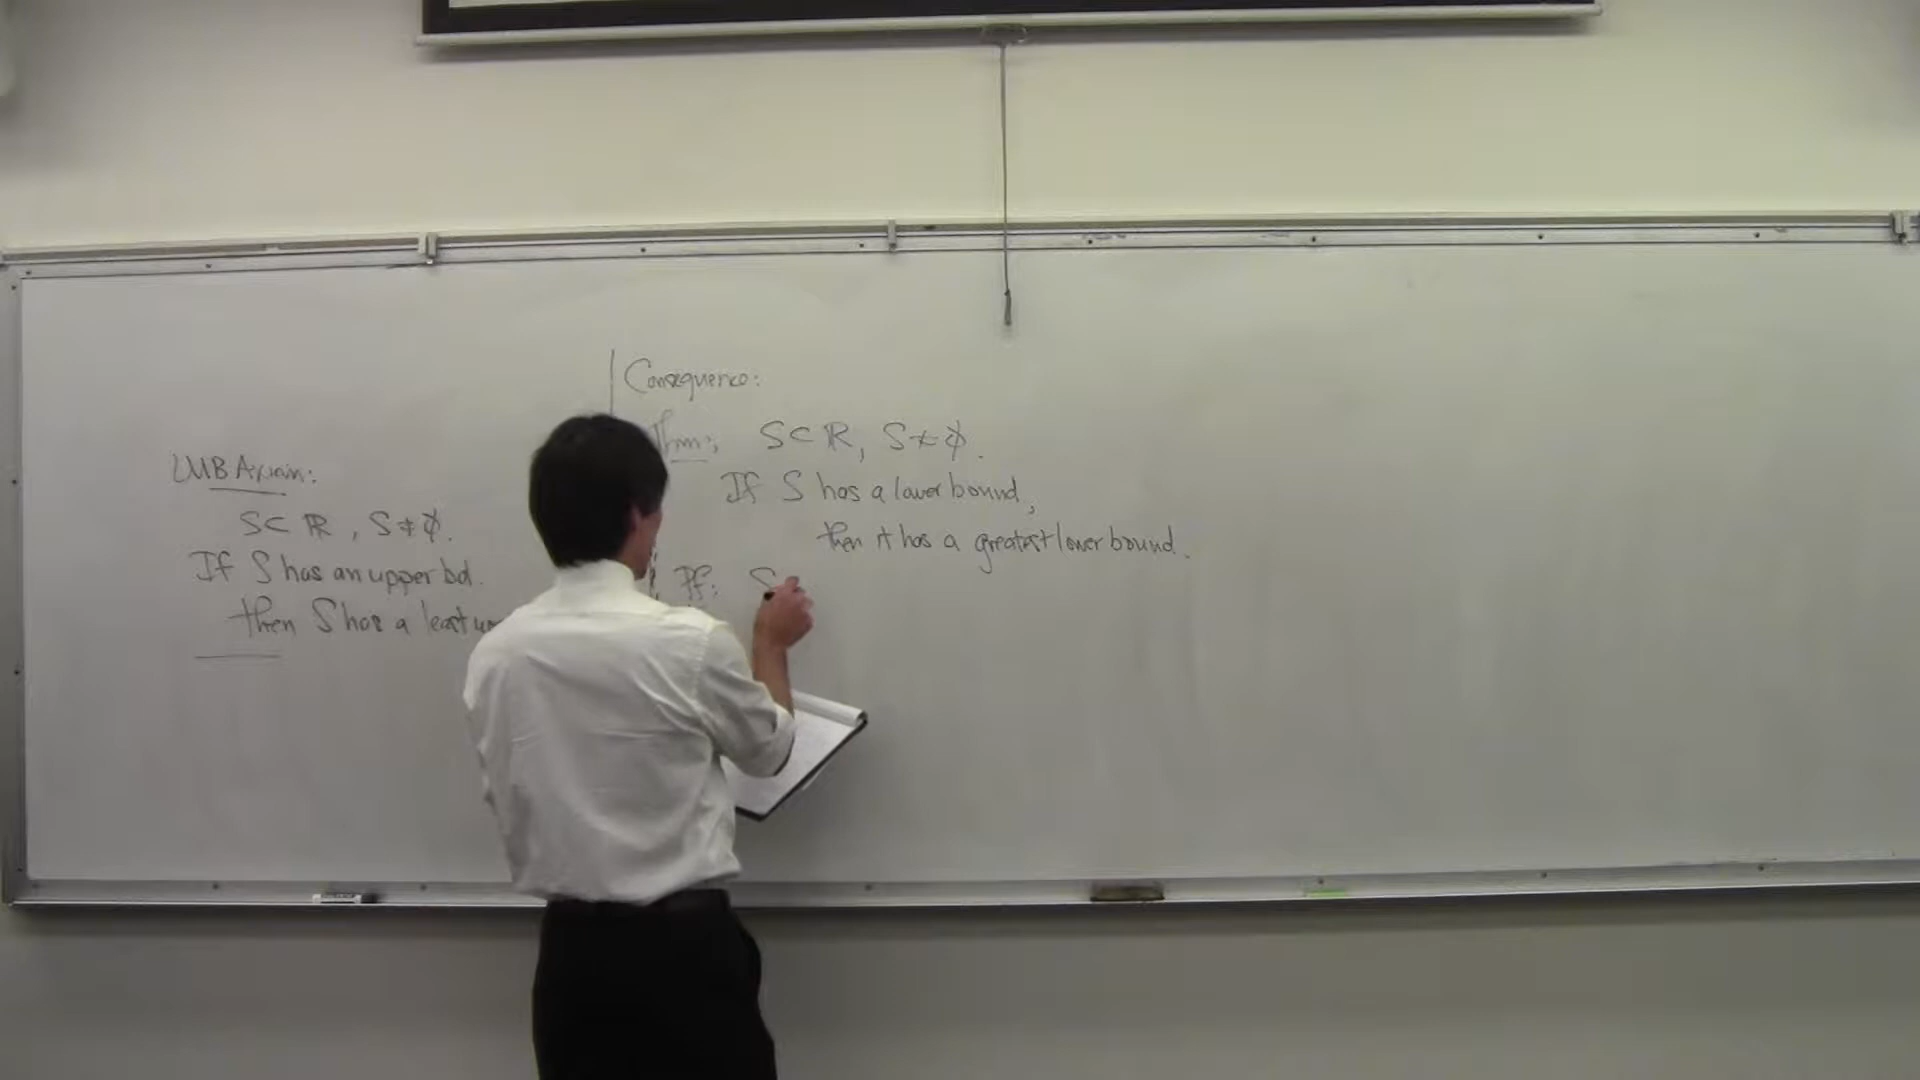 LUB Axiom:
S⊂ℝ, S≠∅.
If S has an upper bd.
then S has a least
Consequence:
Thm: S⊂ℝ, S≠∅.
If S has a lower bound,
then it has a greatest lower bound.
Pf: S